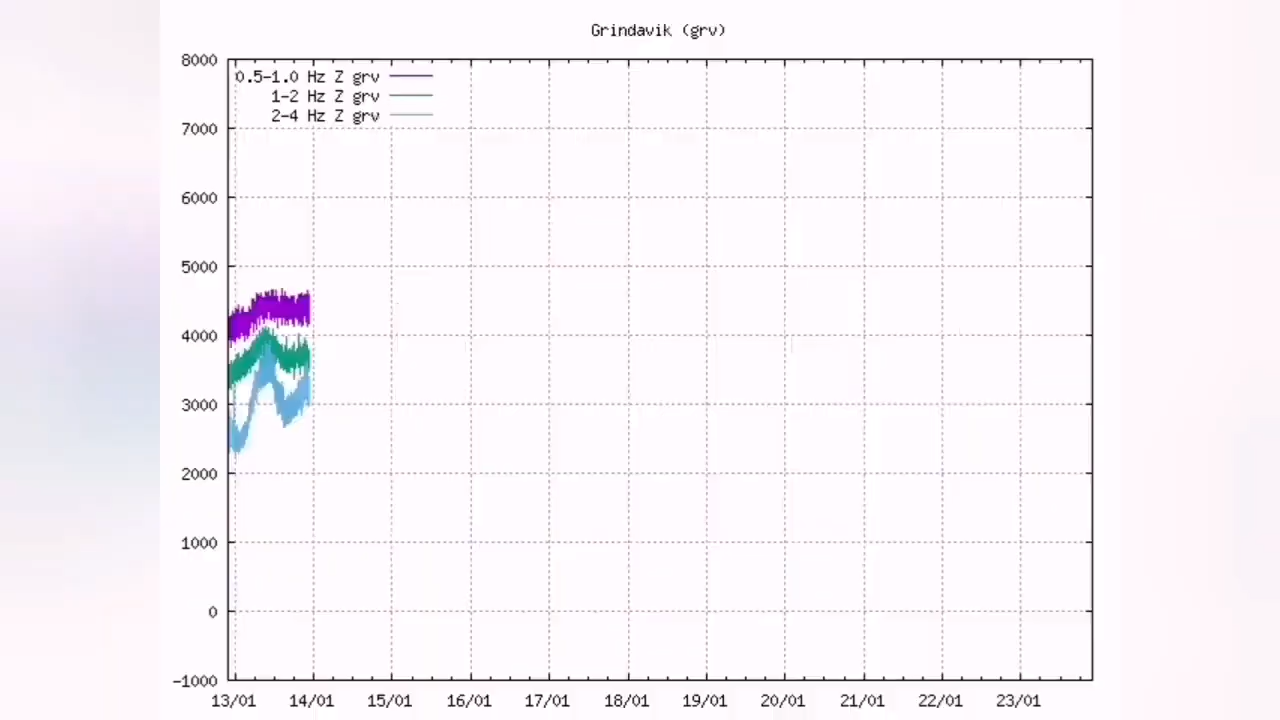 Grindavik (grv)
8000
0.5-1.0 Hz Z grv
1-2 Hz Z grv
2-4 Hz Z grv
7000
6000
5000
4000
3000
2000
1000
0
-1000
13/01 14/01 15/01 16/01 17/01 18/01 19/01 20/01 21/01 22/01 23/01